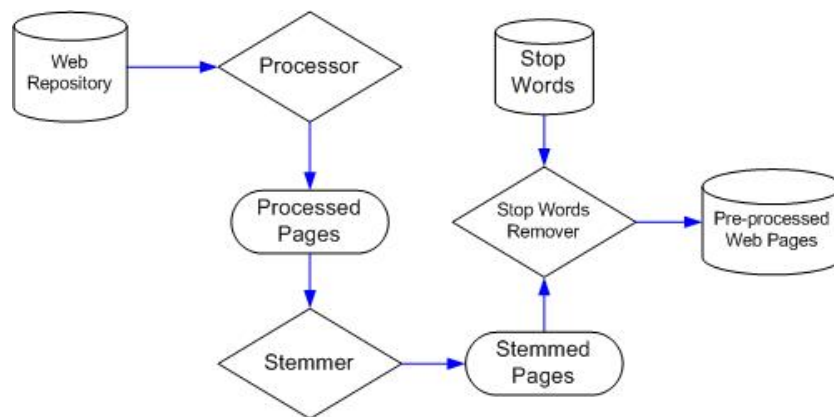 Web
Repository
Processor
Stop
Words
Processed
Pages
Stop Words
Remover
Pre-processed
Web Pages
Stemmer
Stemmed
Pages